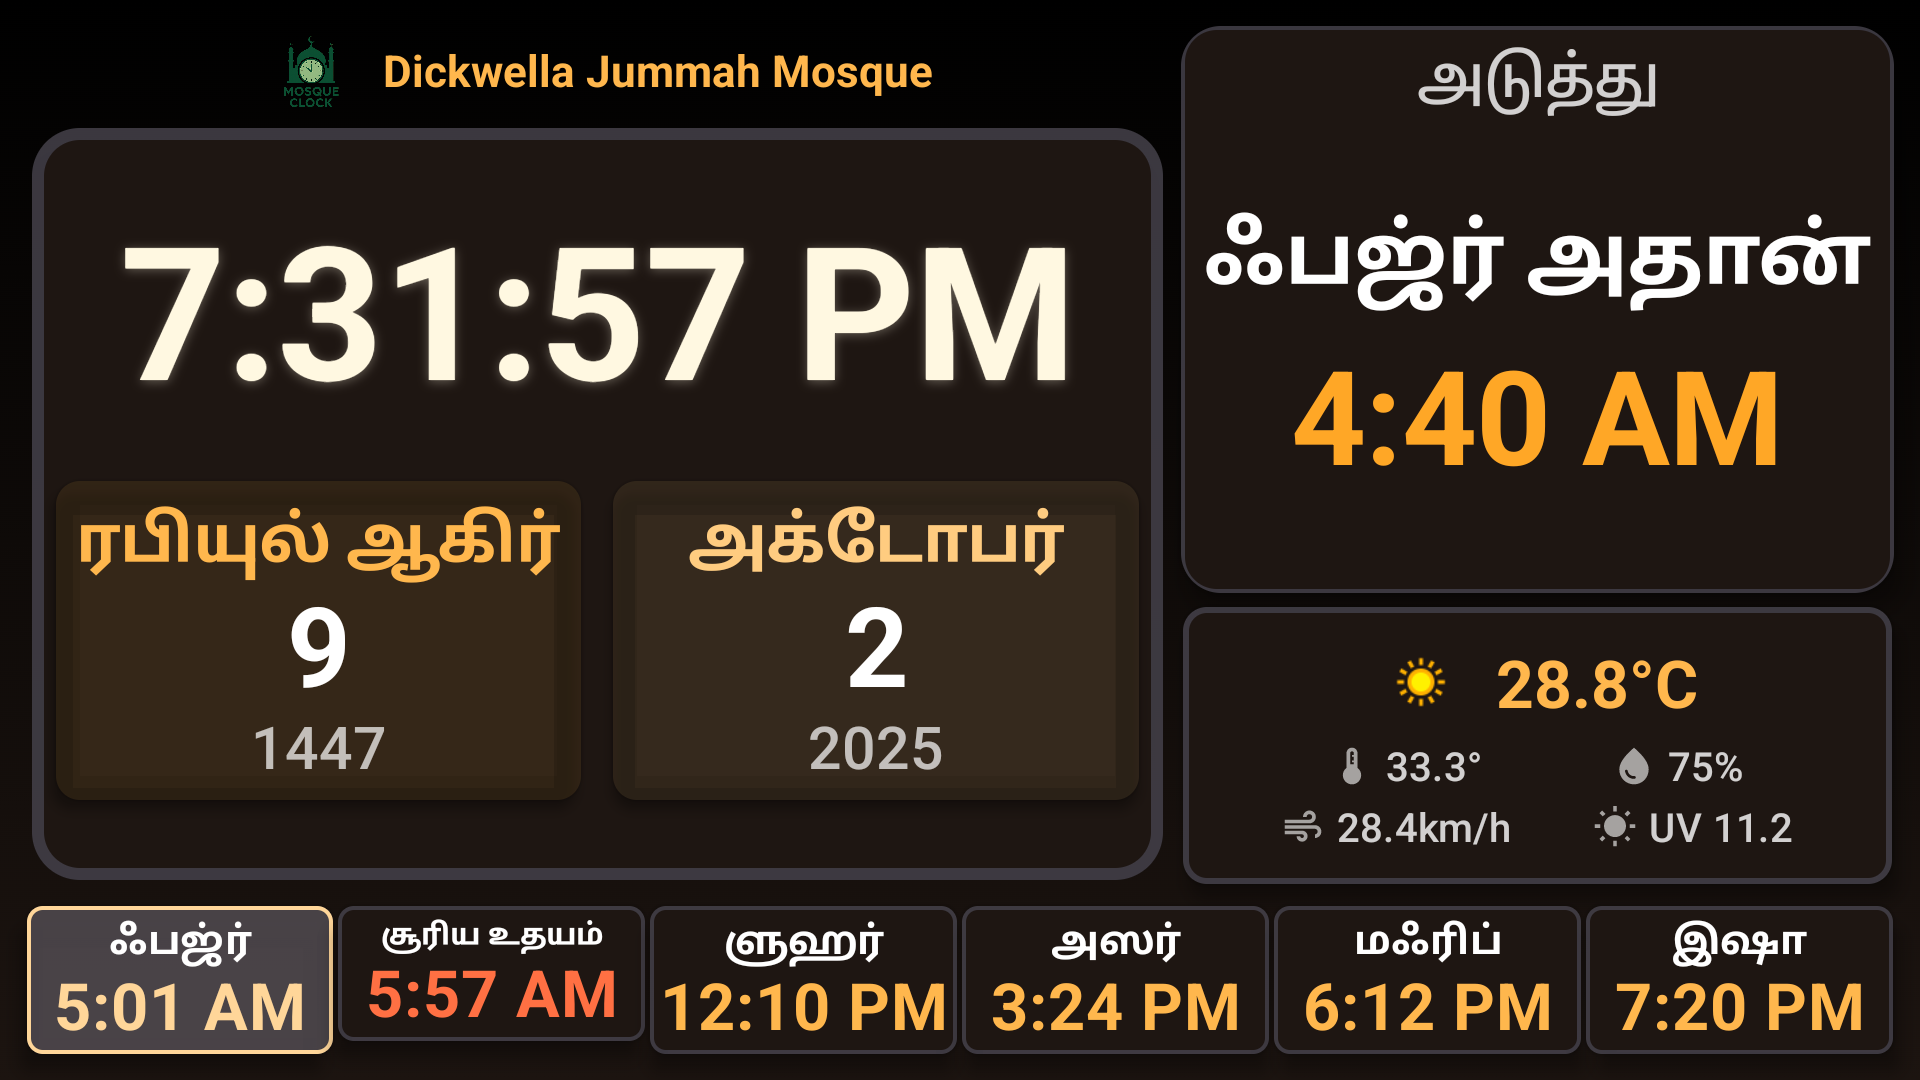 MOSQUE
CLOCK
Dickwella Jummah Mosque
7:31:57 PM
ரபியுல் ஆகிர்
9
1447
அக்டோபர்
2
2025
அடுத்து
ஃபஜ்ர் அதான்
4:40 AM
28.8°C
33.3°
75%
28.4km/h
UV 11.2
ஃபஜ்ர்
5:01 AM
சூரிய உதயம்
5:57 AM
ளுஹர்
12:10 PM
அஸர்
3:24 PM
மஃரிப்
6:12 PM
இஷா
7:20 PM